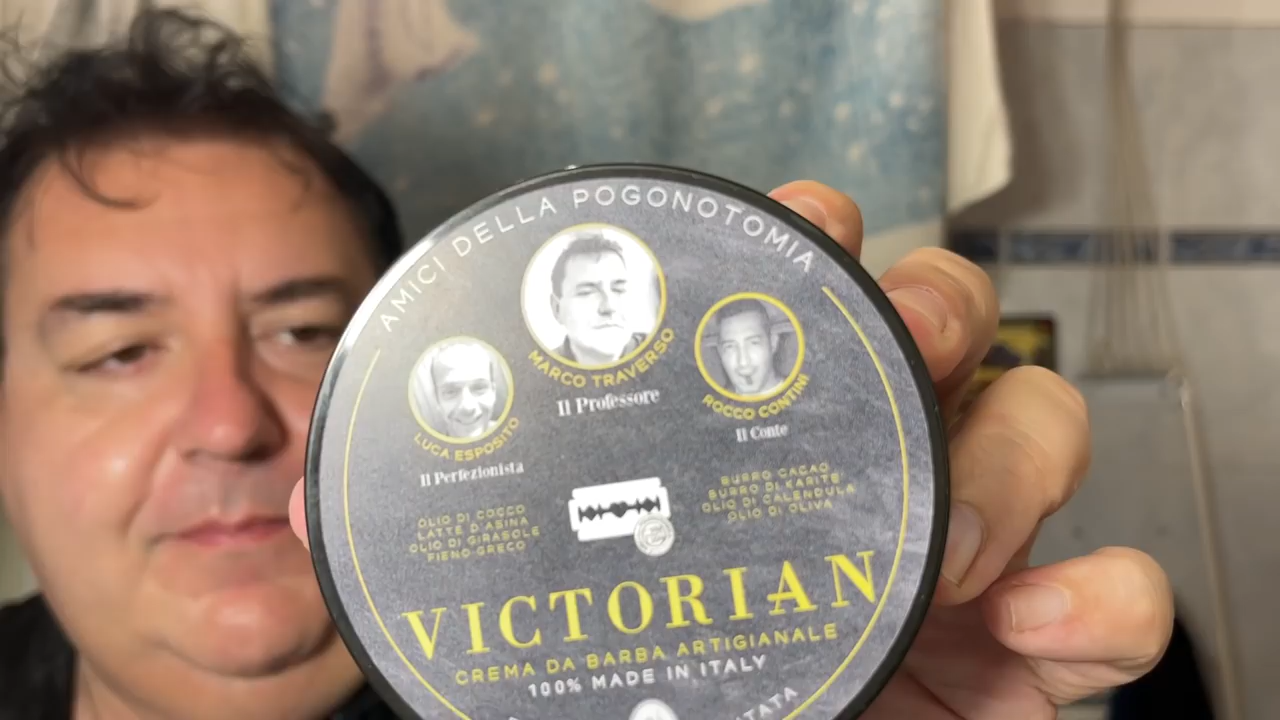 AMICI DELLA POGONOTOMIA
MARCO TRAVERSO
Il Professore
LUCA ESPOSITO
Il Perfezionista
ROCCO CONTINI
Il Conte
OLIO DI COCCO
LATTE D'ASINA
OLIO DI GIRASOLE
FIENO GRECO
BURRO CACAO
BURRO DI KARITE
OLIO DI CALENDULA
OLIO DI OLIVA
VICTORIAN
CREMA DA BARBA ARTIGIANALE
100% MADE IN ITALY